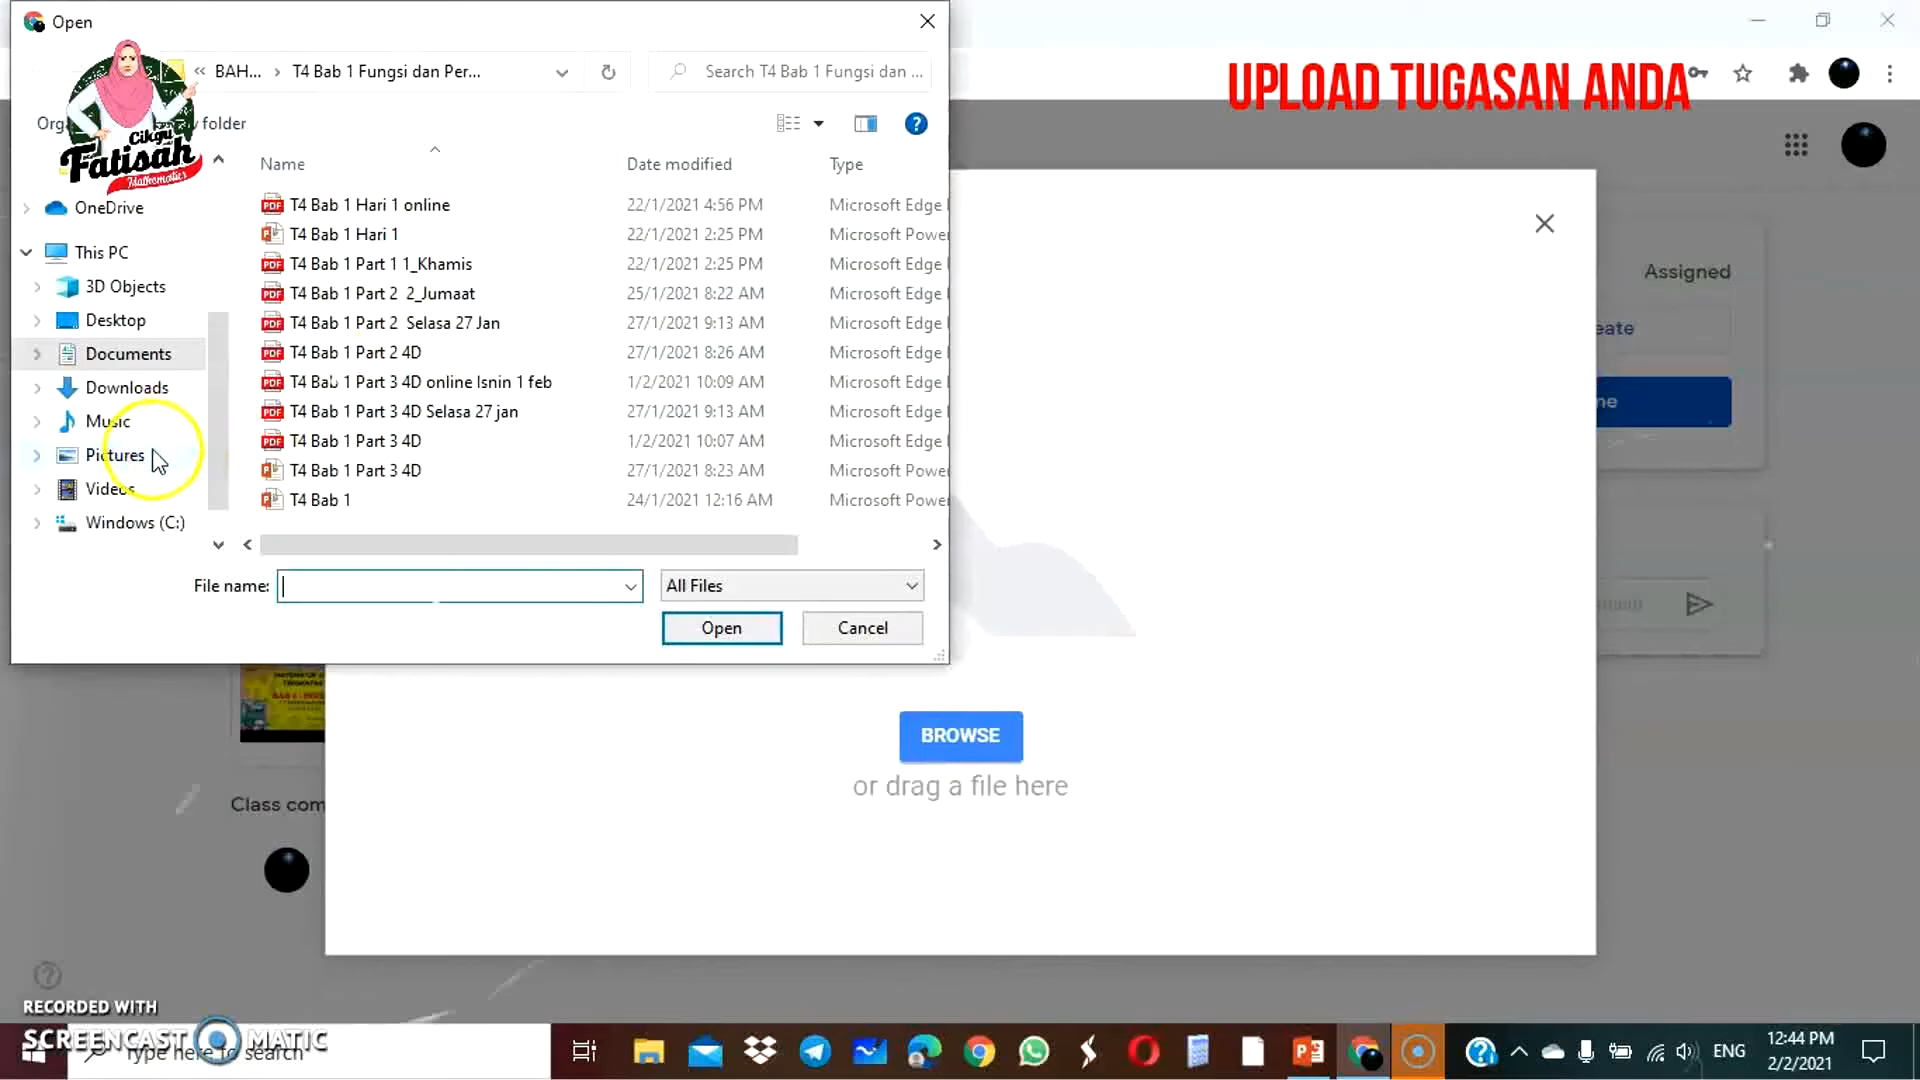 Open
« BAH... › T4 Bab 1 Fungsi dan Per...
Search T4 Bab 1 Fungsi dan ...
UPLOAD TUGASAN ANDA
Cikgu
Fatisah
Mathematics
folder
Name
Date modified
Type
OneDrive
This PC
3D Objects
Desktop
Documents
Downloads
Music
Pictures
Videos
Windows (C:)
T4 Bab 1 Hari 1 online 22/1/2021 4:56 PM Microsoft Edge
T4 Bab 1 Hari 1 22/1/2021 2:25 PM Microsoft Power
T4 Bab 1 Part 1 1_Khamis 22/1/2021 2:25 PM Microsoft Edge
T4 Bab 1 Part 2 2_Jumaat 25/1/2021 8:22 AM Microsoft Edge
T4 Bab 1 Part 2 Selasa 27 Jan 27/1/2021 9:13 AM Microsoft Edge
T4 Bab 1 Part 2 4D 27/1/2021 8:26 AM Microsoft Edge
T4 Bab 1 Part 3 4D online Isnin 1 feb 1/2/2021 10:09 AM Microsoft Edge
T4 Bab 1 Part 3 4D Selasa 27 jan 27/1/2021 9:13 AM Microsoft Edge
T4 Bab 1 Part 3 4D 1/2/2021 10:07 AM Microsoft Edge
T4 Bab 1 Part 3 4D 27/1/2021 8:23 AM Microsoft Power
T4 Bab 1 24/1/2021 12:16 AM Microsoft Power
File name:
All Files
Open
Cancel
Assigned
eate
ne
BROWSE
or drag a file here
Class com
RECORDED WITH
SCREENCAST MATIC
Type here to search
ENG
12:44 PM
2/2/2021